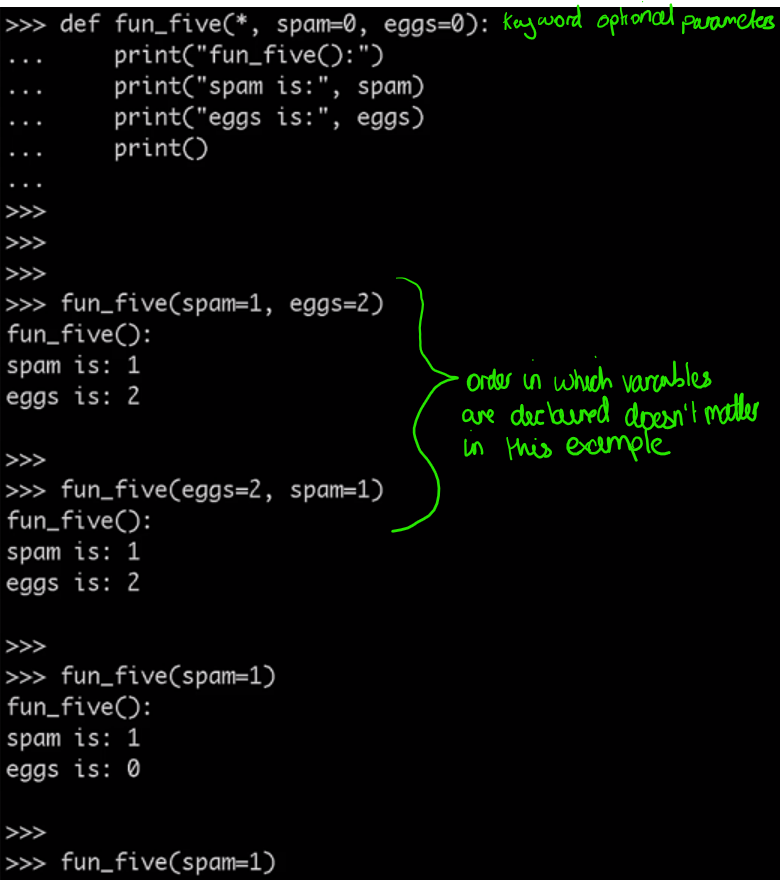 >>> def fun_five(*, spam=0, eggs=0): Keyword optional parameters
...     print("fun_five():")
...     print("spam is:", spam)
...     print("eggs is:", eggs)
...     print()
...
>>>
>>>
>>>
>>> fun_five(spam=1, eggs=2)
fun_five():
spam is: 1
eggs is: 2
order in which variables
are declared doesn't matter
in this example
>>>
>>> fun_five(eggs=2, spam=1)
fun_five():
spam is: 1
eggs is: 2
>>>
>>> fun_five(spam=1)
fun_five():
spam is: 1
eggs is: 0
>>>
>>> fun_five(spam=1)